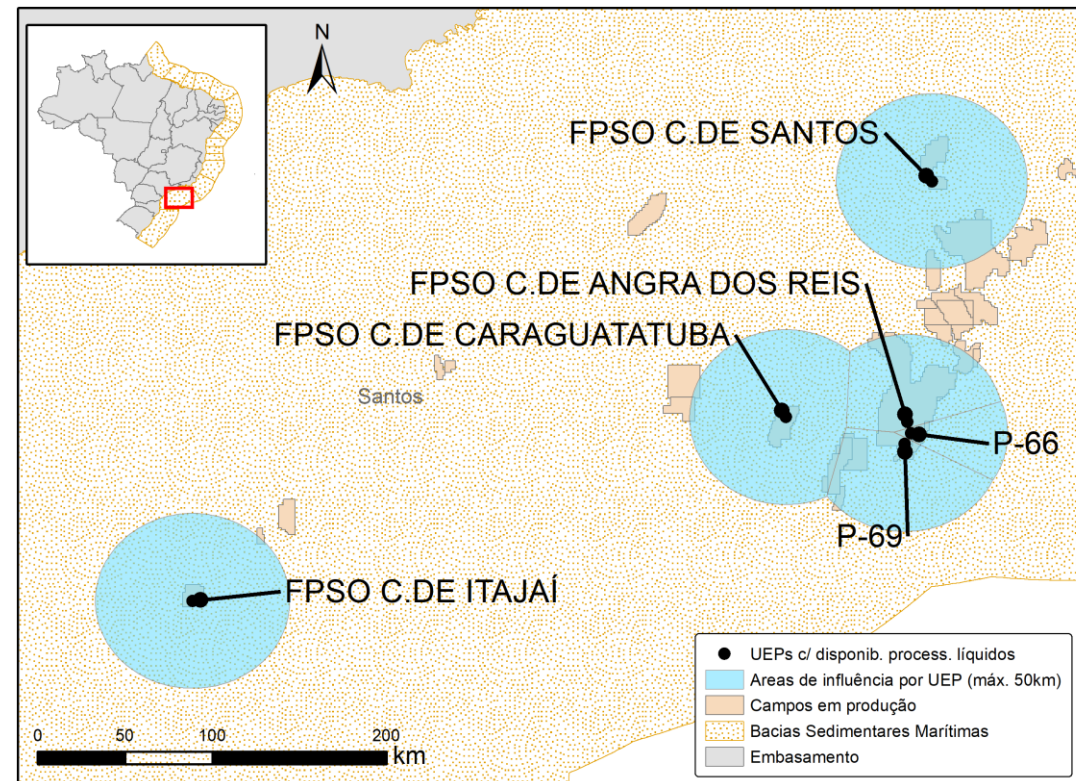 N
FPSO C.DE SANTOS
FPSO C.DE ANGRA DOS REIS
FPSO C.DE CARAGUATATUBA
Santos
P-66
P-69
FPSO C.DE ITAJAÍ
UEPs c/ disponib. process. líquidos
Areas de influência por UEP (máx. 50km)
Campos em produção
Bacias Sedimentares Marítimas
Embasamento
0 50 100 200
km